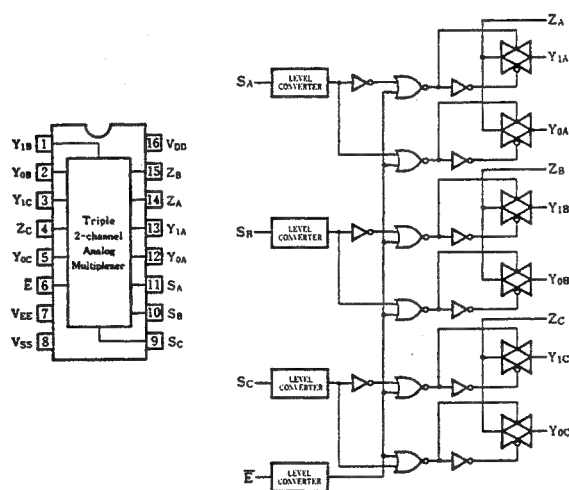 Y1B 1
Y0B 2
Y1C 3
ZC 4
Y0C 5
E̅ 6
VEE 7
VSS 8
16 VDD
15 ZB
14 ZA
13 Y1A
12 Y0A
11 SA
10 SB
9 SC
Triple
2-channel
Analog
Multiplexer
SA
LEVEL
CONVERTER
ZA
Y1A
Y0A
SB
LEVEL
CONVERTER
ZB
Y1B
Y0B
SC
LEVEL
CONVERTER
ZC
Y1C
Y0C
E̅
LEVEL
CONVERTER